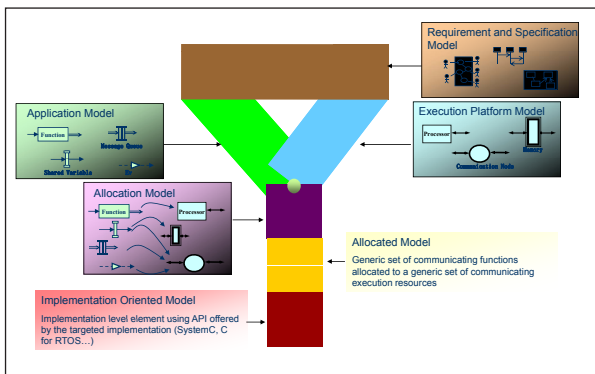 Requirement and Specification
Model
Application Model
Function
Message Queue
Shared Variable
Ev
Execution Platform Model
Processor
Memory
Communication Node
Allocation Model
Function
Processor
Allocated Model
Generic set of communicating functions
allocated to a generic set of communicating
execution resources
Implementation Oriented Model
Implementation level element using API offered
by the targeted implementation (SystemC, C
for RTOS…)